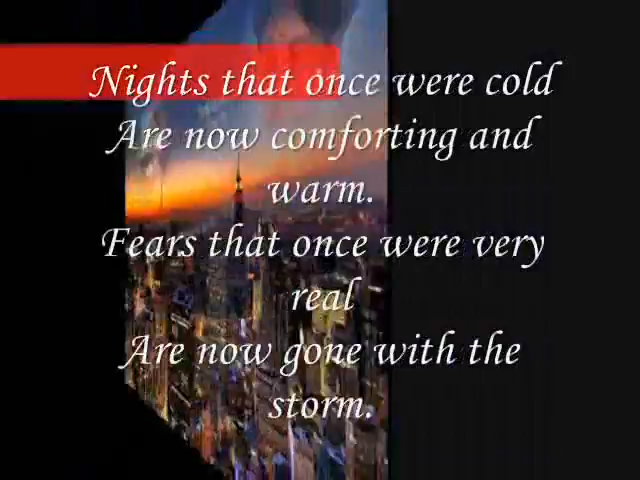 Nights that once were cold
Are now comforting and
warm.
Fears that once were very
real
Are now gone with the
storm.